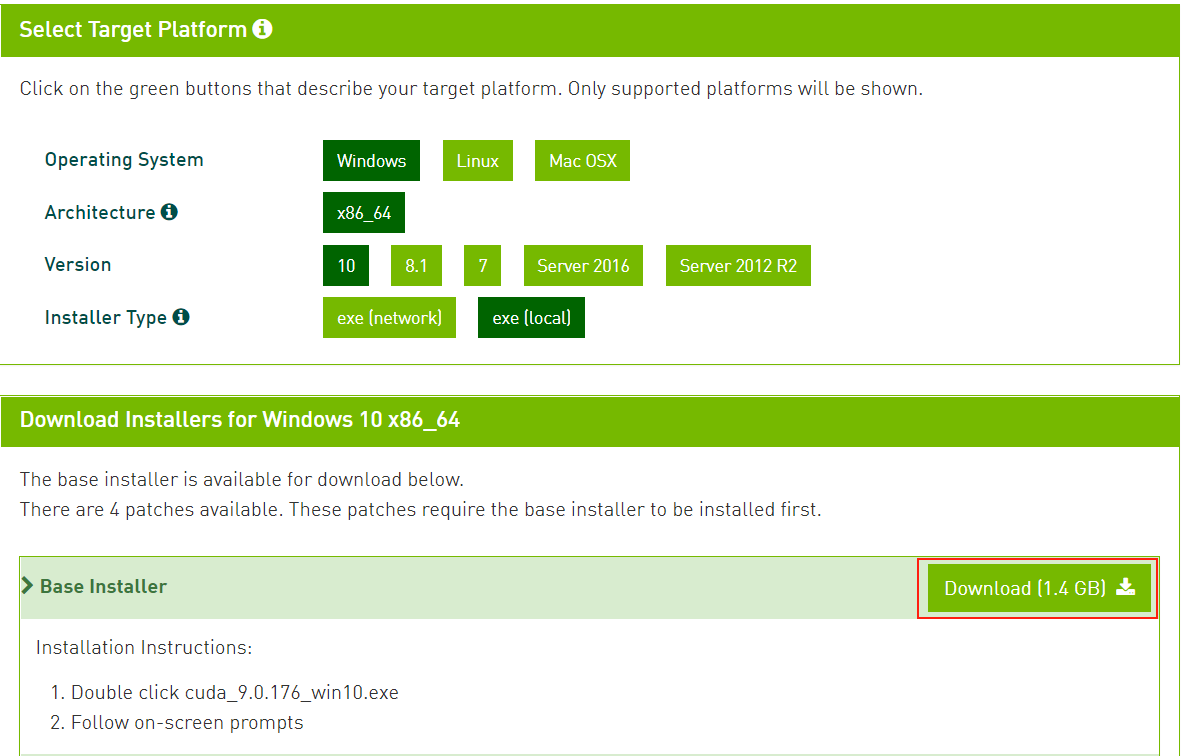 Select Target Platform
Click on the green buttons that describe your target platform. Only supported platforms will be shown.
Operating System Windows Linux Mac OSX
Architecture x86_64
Version 10 8.1 7 Server 2016 Server 2012 R2
Installer Type exe (network) exe (local)
Download Installers for Windows 10 x86_64
The base installer is available for download below.
There are 4 patches available. These patches require the base installer to be installed first.
Base Installer Download (1.4 GB)
Installation Instructions:
1. Double click cuda_9.0.176_win10.exe
2. Follow on-screen prompts